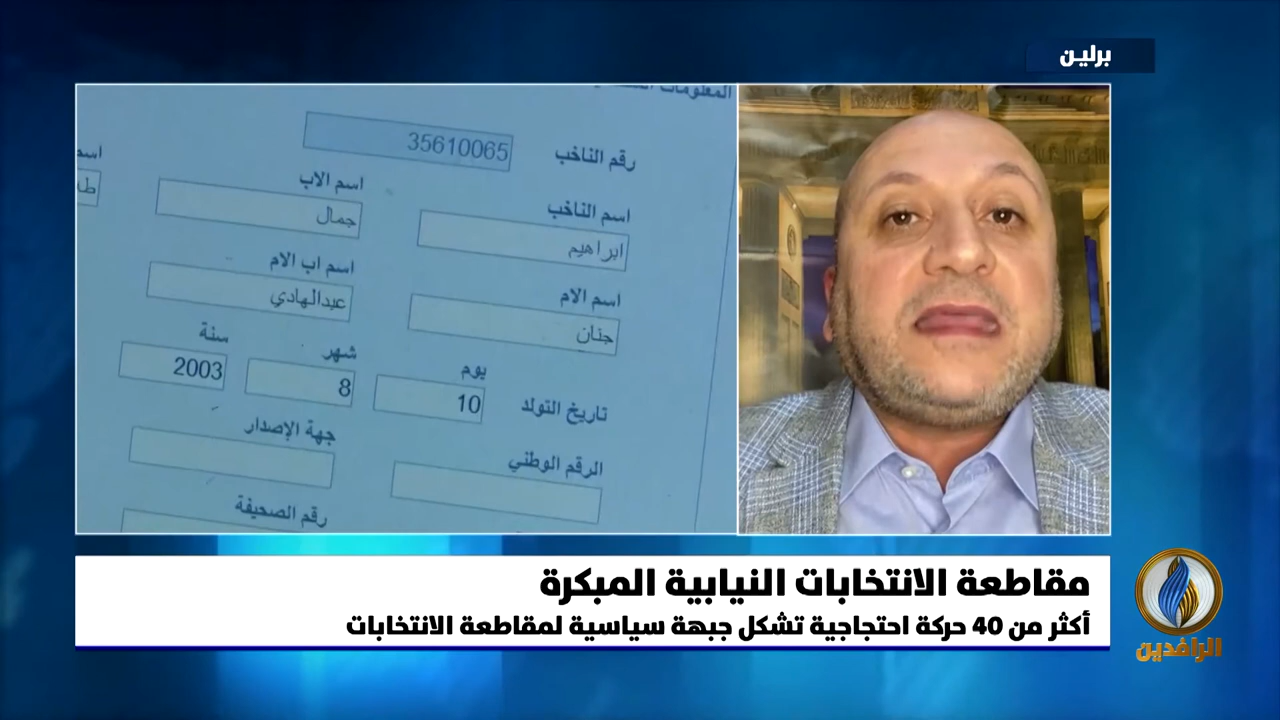 برلين
المعلومات
رقم الناخب 35610065
اسم الناخب اسم الاب
ابراهيم جمال
اسم الام اسم اب الام
جنان عبدالهادي
يوم شهر سنة
تاريخ التولد 10 8 2003
الرقم الوطني جهة الإصدار
رقم الصحيفة
مقاطعة الانتخابات النيابية المبكرة
أكثر من 40 حركة احتجاجية تشكل جبهة سياسية لمقاطعة الانتخابات
الرافدين